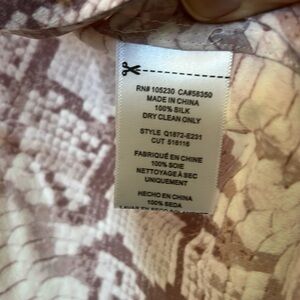 RN# 105230 CA#58350
MADE IN CHINA
100% SILK
DRY CLEAN ONLY
STYLE Q1872-E231
CUT 516116
FABRIQUÉ EN CHINE
100% SOIE
NETTOYAGE À SEC
UNIQUEMENT
HECHO EN CHINA
100% SEDA